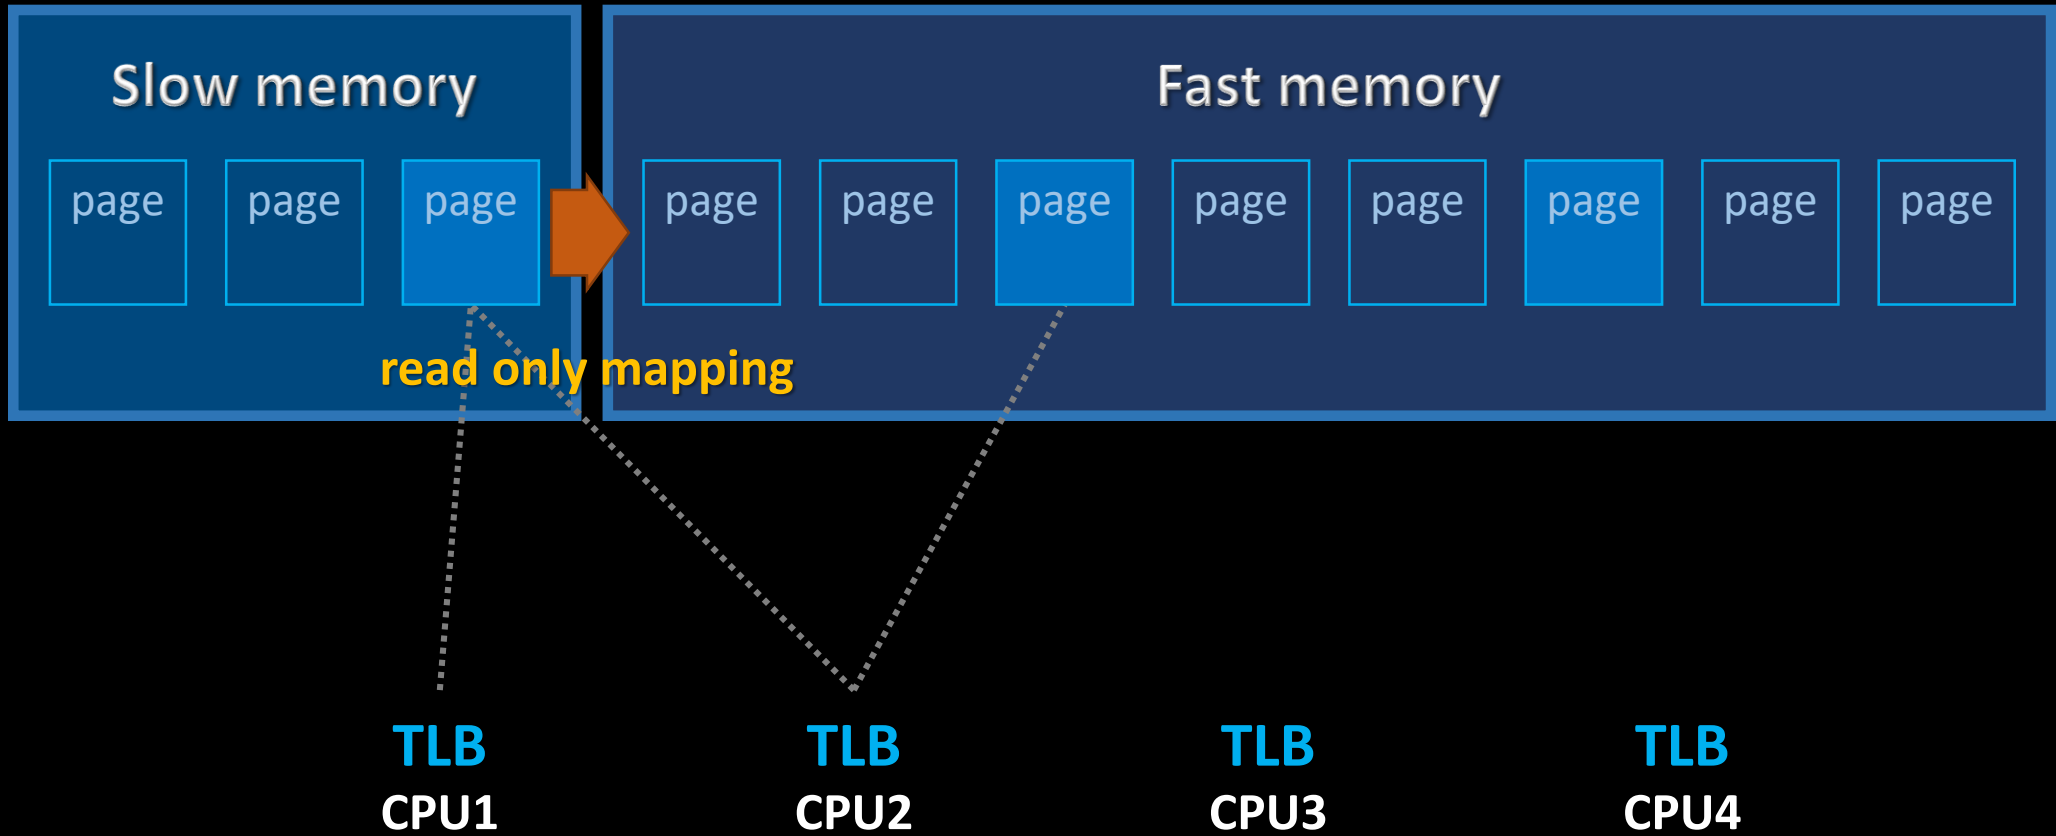 Slow memory
Fast memory
page
page
page
page
page
page
page
page
page
page
page
read only mapping
TLB
TLB
TLB
TLB
CPU1
CPU2
CPU3
CPU4